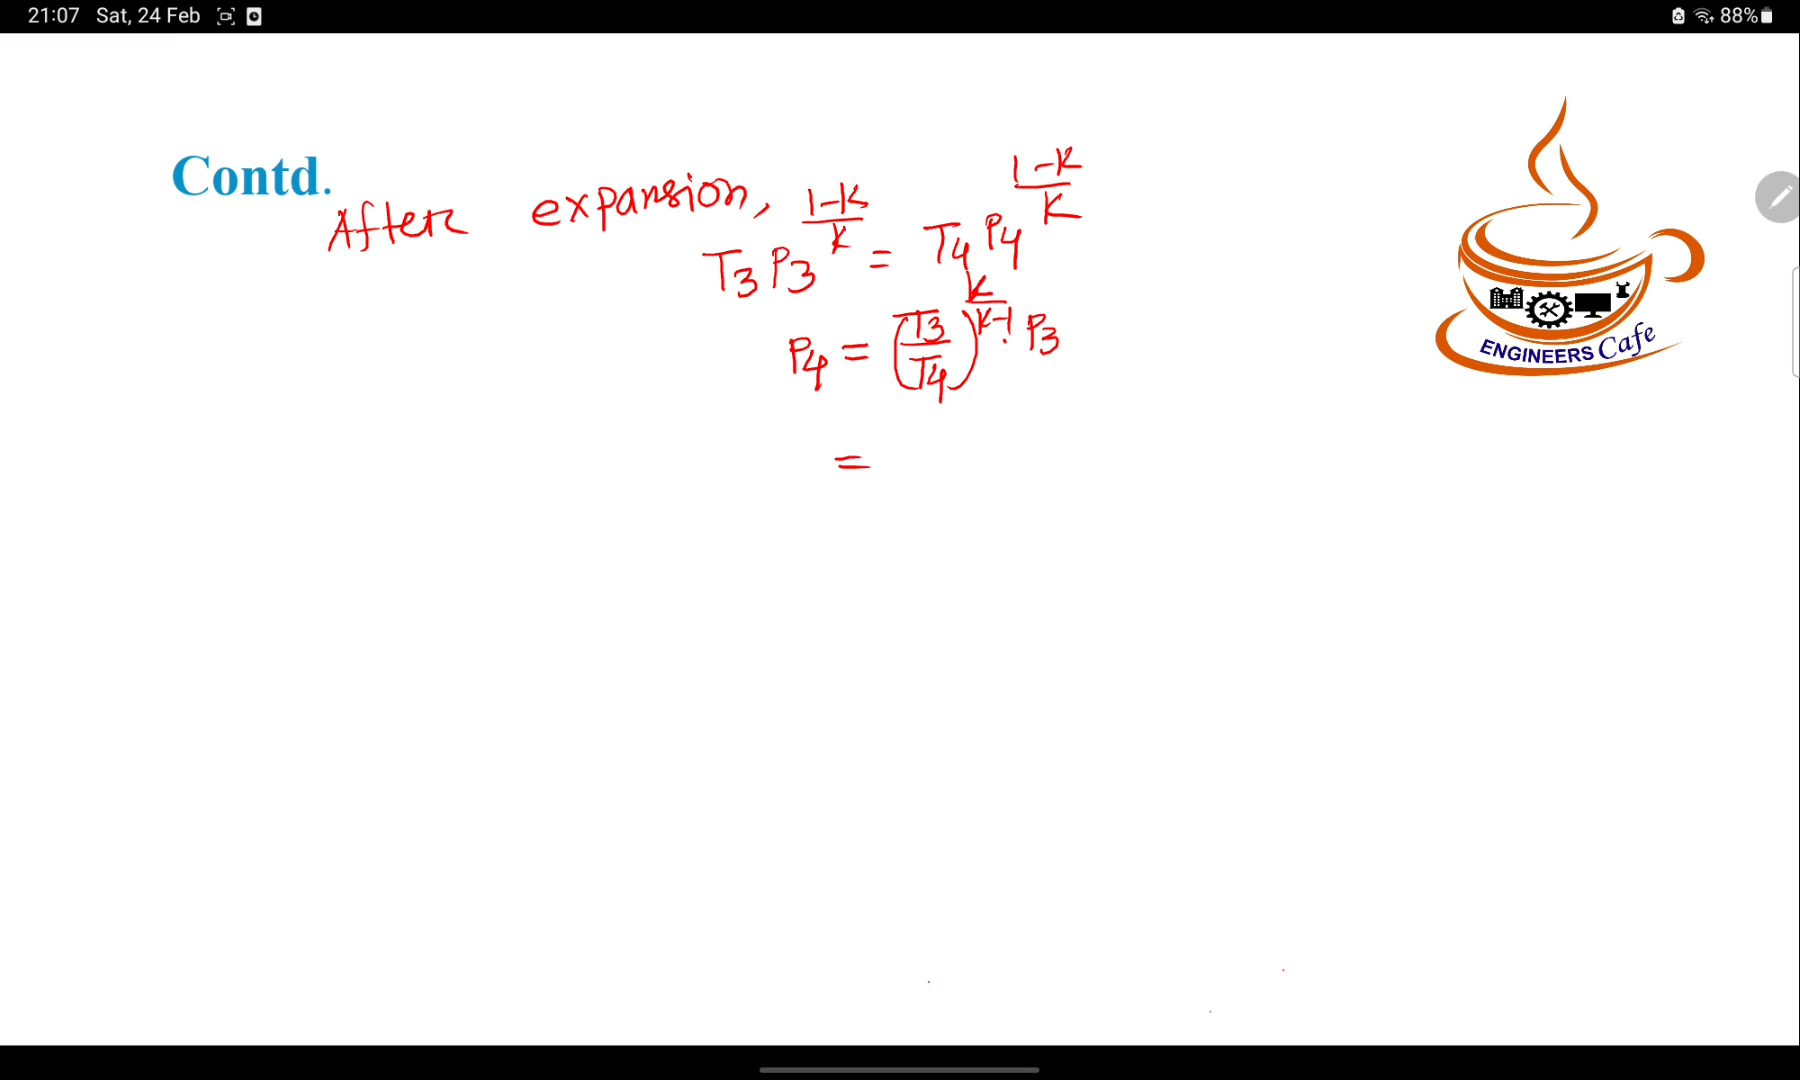 21:07 Sat, 24 Feb 88%
Contd.
After expansion,
T3 P3^(1-K)/K = T4 P4^(1-K)/K
P4 = (T3/T4)^K/(K-1) P3
=
ENGINEERS Cafe